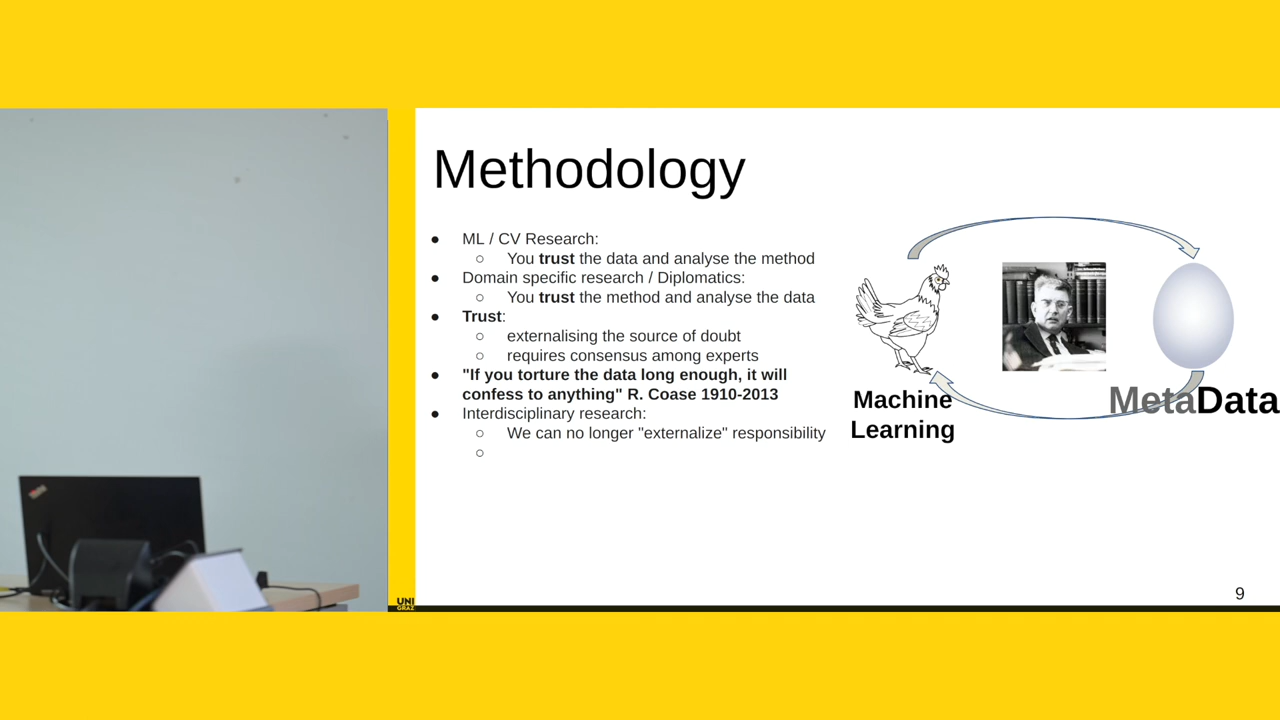 Methodology
● ML / CV Research:
○ You trust the data and analyse the method
● Domain specific research / Diplomatics:
○ You trust the method and analyse the data
● Trust:
○ externalising the source of doubt
○ requires consensus among experts
● "If you torture the data long enough, it will
confess to anything" R. Coase 1910-2013
● Interdisciplinary research:
○ We can no longer "externalize" responsibility
○
Machine
Learning
MetaData
9
UNI
GRAZ